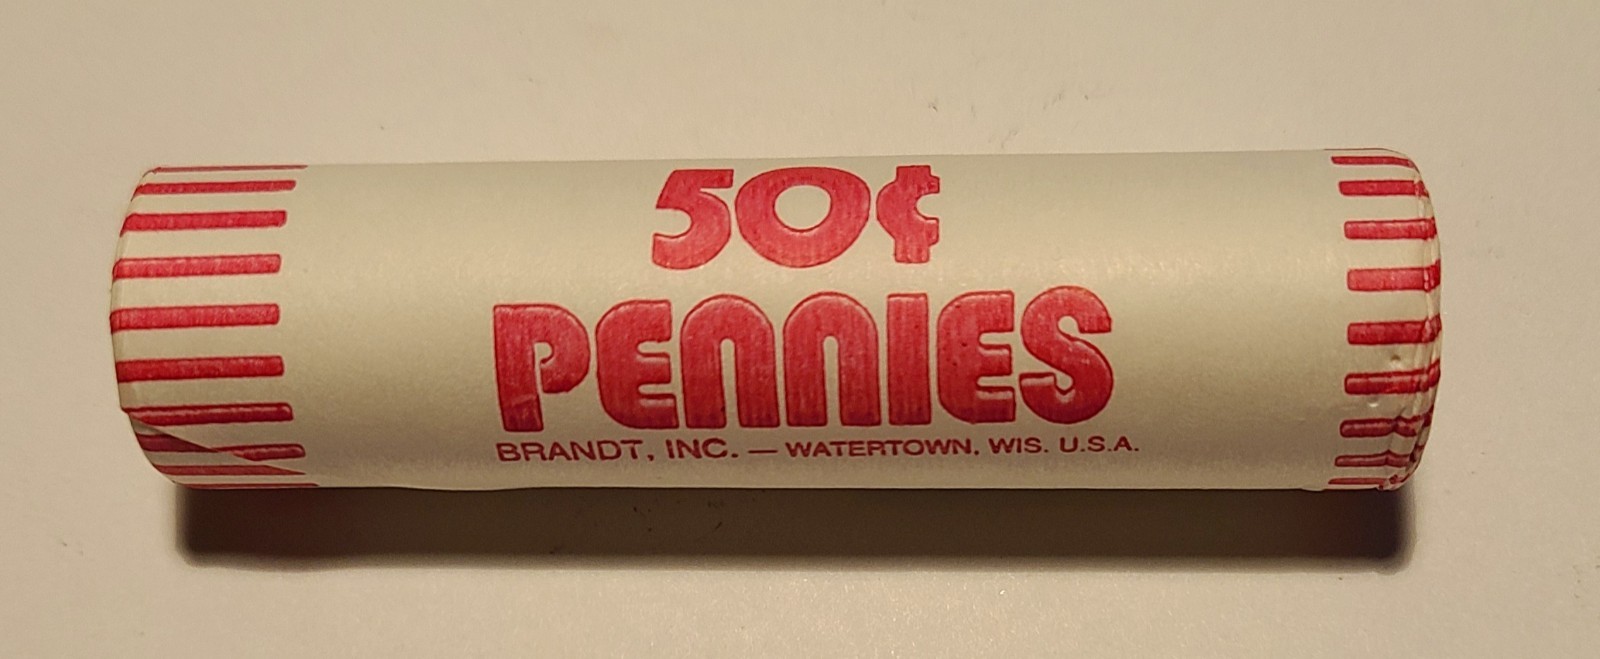 50¢
PENNIES
BRANDT, INC. — WATERTOWN, WIS. U.S.A.